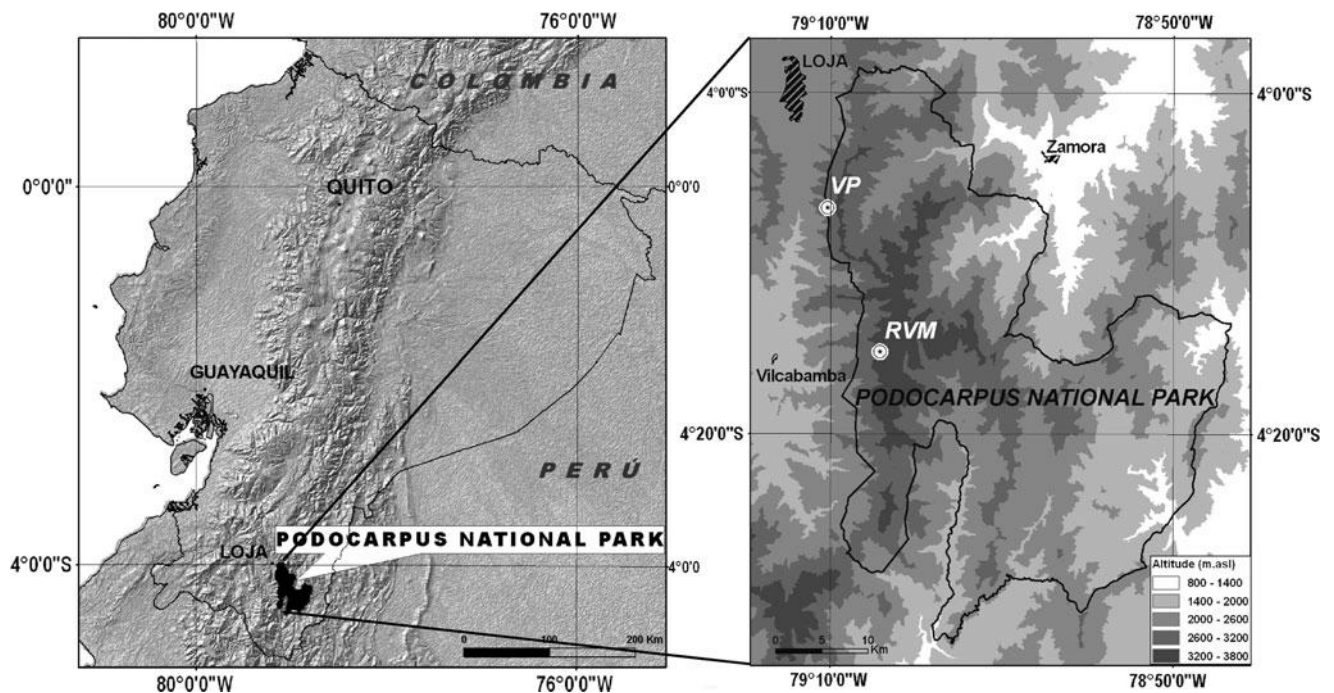 80°0'0"W 76°0'0"W
COLOMBIA
0°0'0" QUITO 0°0'0
GUAYAQUIL
PERÚ
PODOCARPUS NATIONAL PARK
LOJA
4°0'0"S 4°0'0
0 100 200 Km
80°0'0"W 76°0'0"W
79°10'W 78°50'W
LOJA
4°0'0"S 4°0'0"S
Zamora
VP
RVM
Vilcabamba
PODOCARPUS NATIONAL PARK
4°20'0"S 4°20'0"S
Altitude (m.asl)
800 - 1400
1400 - 2000
2000 - 2600
2600 - 3200
3200 - 3800
0 5 10
Km
79°10'W 78°50'W